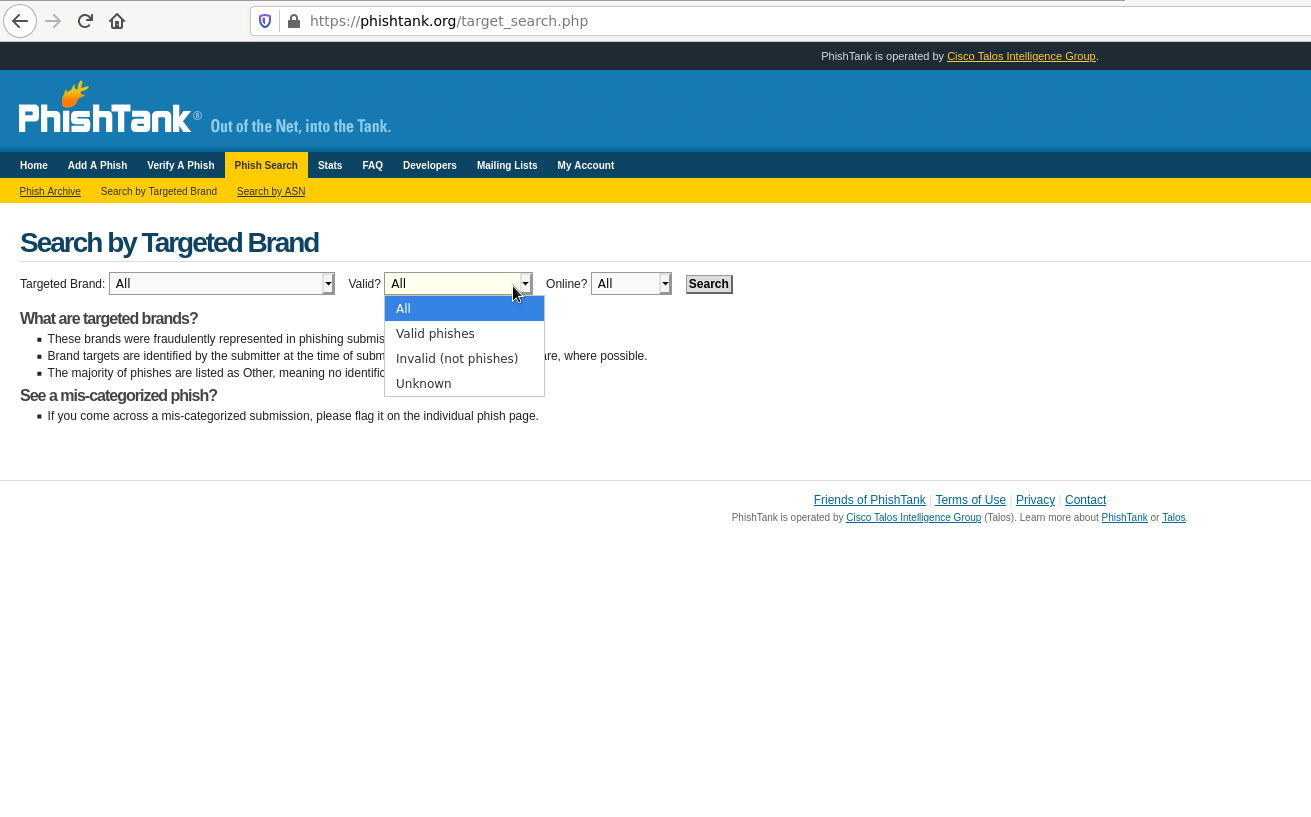 https://phishtank.org/target_search.php
PhishTank is operated by Cisco Talos Intelligence Group.
PhishTank® Out of the Net, into the Tank.
Home Add A Phish Verify A Phish Phish Search Stats FAQ Developers Mailing Lists My Account
Phish Archive Search by Targeted Brand Search by ASN
Search by Targeted Brand
Targeted Brand: All Valid? All Online? All Search
All
Valid phishes
Invalid (not phishes)
Unknown
What are targeted brands?
These brands were fraudulently represented in phishing
Brand targets are identified by the submitter at the time of where possible.
The majority of phishes are listed as Other, meaning no
See a mis-categorized phish?
If you come across a mis-categorized submission, please flag it on the individual phish page.
Friends of PhishTank | Terms of Use | Privacy | Contact
PhishTank is operated by Cisco Talos Intelligence Group (Talos). Learn more about PhishTank or Talos.